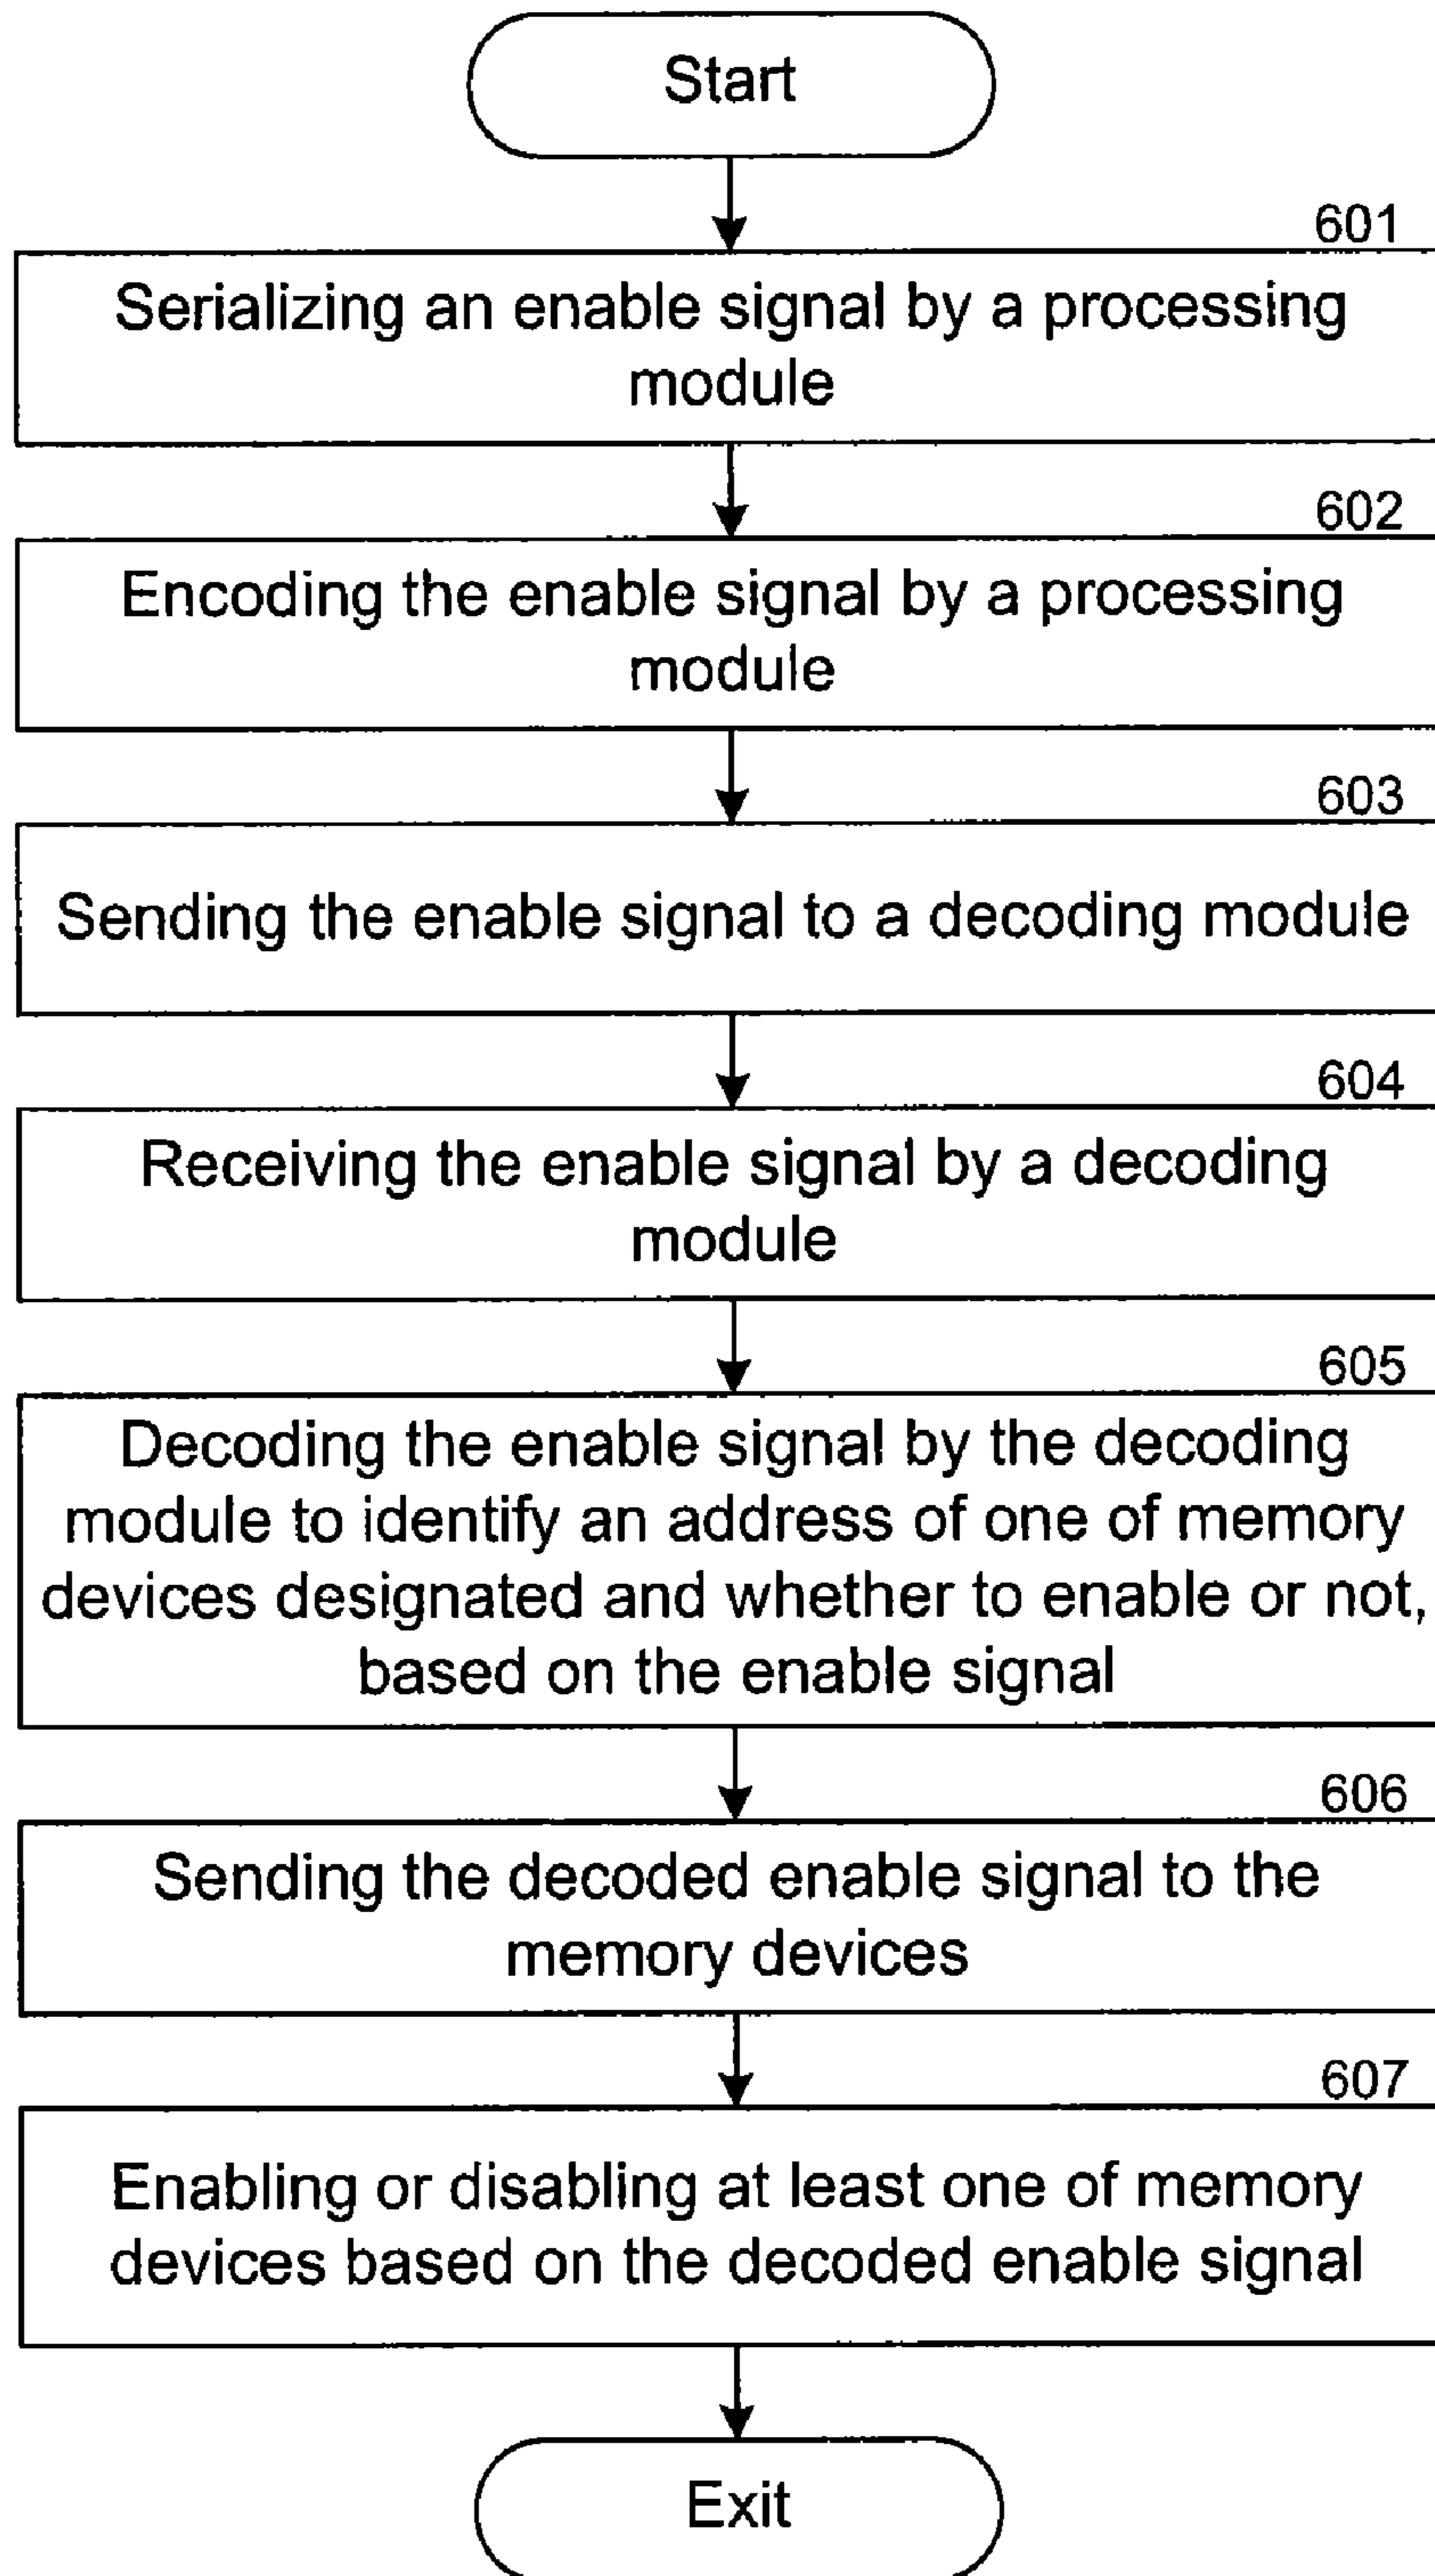 Start
601
Serializing an enable signal by a processing
module
602
Encoding the enable signal by a processing
module
603
Sending the enable signal to a decoding module
604
Receiving the enable signal by a decoding
module
605
Decoding the enable signal by the decoding
module to identify an address of one of memory
devices designated and whether to enable or not,
based on the enable signal
606
Sending the decoded enable signal to the
memory devices
607
Enabling or disabling at least one of memory
devices based on the decoded enable signal
Exit